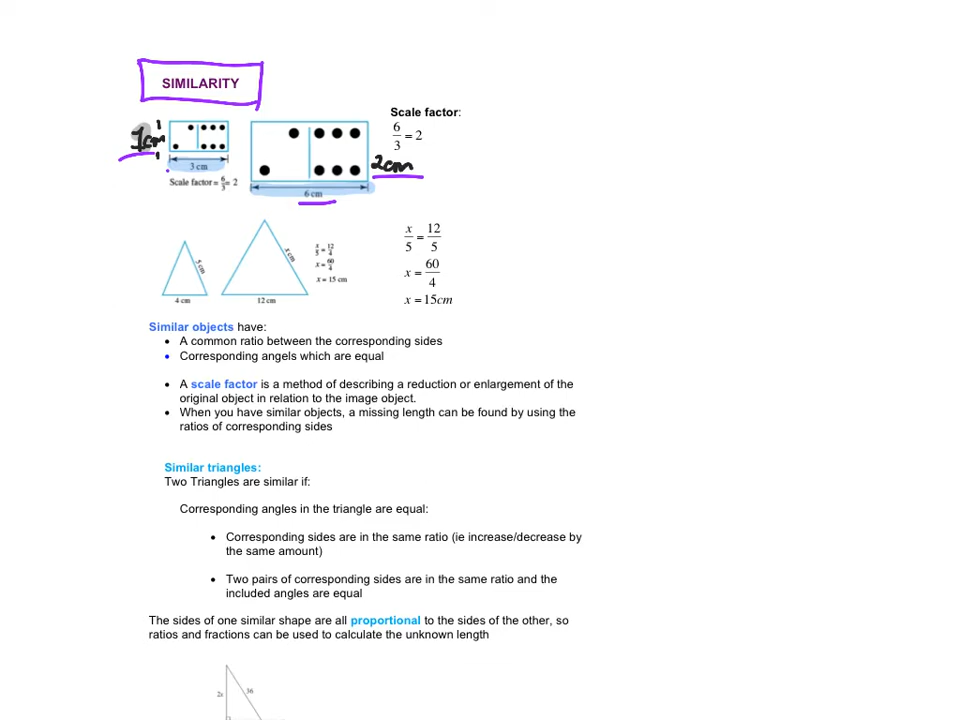 SIMILARITY
1cm
3 cm
Scale factor = 6/3 = 2
6 cm
2cm
Scale factor:
6/3 = 2
5 cm
4 cm
x cm
12 cm
x/5 = 12/4
x = 60/4
x = 15 cm
x/5 = 12/5
x = 60/4
x = 15cm
Similar objects have:
• A common ratio between the corresponding sides
• Corresponding angels which are equal
• A scale factor is a method of describing a reduction or enlargement of the
original object in relation to the image object.
• When you have similar objects, a missing length can be found by using the
ratios of corresponding sides
Similar triangles:
Two Triangles are similar if:
Corresponding angles in the triangle are equal:
• Corresponding sides are in the same ratio (ie increase/decrease by
the same amount)
• Two pairs of corresponding sides are in the same ratio and the
included angles are equal
The sides of one similar shape are all proportional to the sides of the other, so
ratios and fractions can be used to calculate the unknown length
36